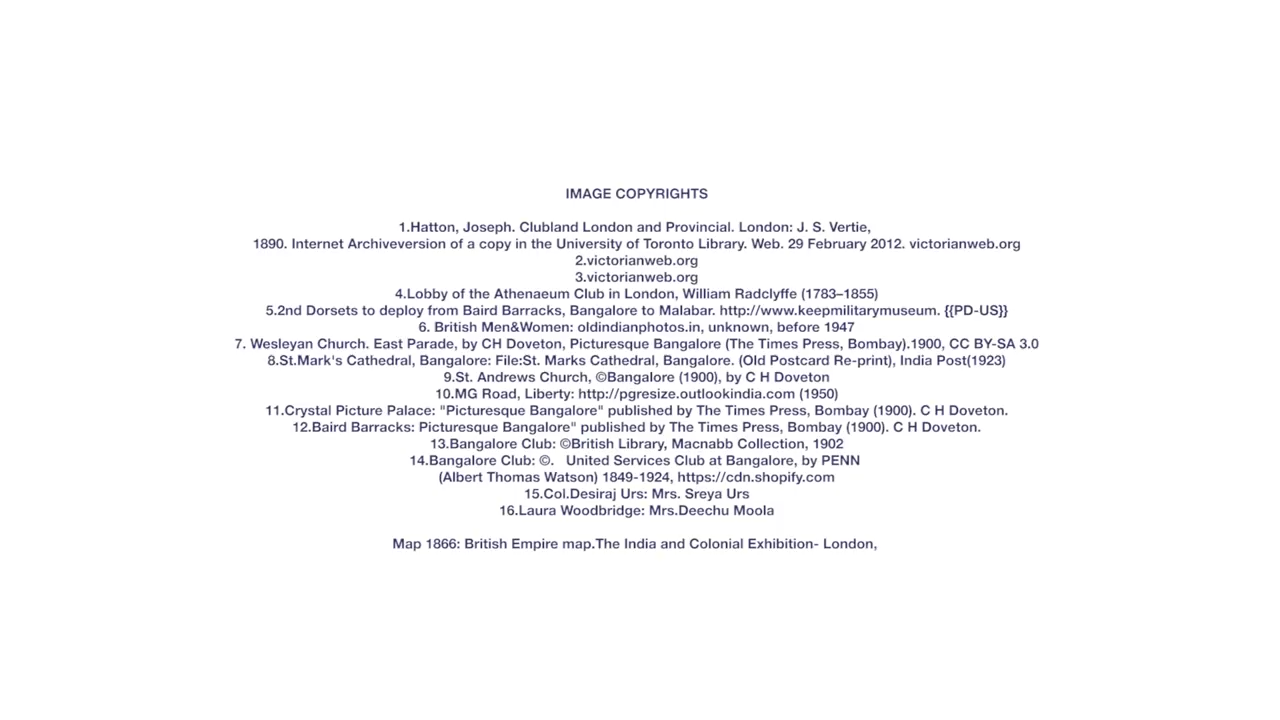 IMAGE COPYRIGHTS
1.Hatton, Joseph. Clubland London and Provincial. London: J. S. Vertie,
1890. Internet Archiveversion of a copy in the University of Toronto Library. Web. 29 February 2012. victorianweb.org
2.victorianweb.org
3.victorianweb.org
4.Lobby of the Athenaeum Club in London, William Radclyffe (1783–1855)
5.2nd Dorsets to deploy from Baird Barracks, Bangalore to Malabar. http://www.keepmilitarymuseum. {{PD-US}}
6. British Men&Women: oldindianphotos.in, unknown, before 1947
7. Wesleyan Church. East Parade, by CH Doveton, Picturesque Bangalore (The Times Press, Bombay).1900, CC BY-SA 3.0
8.St.Mark's Cathedral, Bangalore: File:St. Marks Cathedral, Bangalore. (Old Postcard Re-print), India Post(1923)
9.St. Andrews Church, ©Bangalore (1900), by C H Doveton
10.MG Road, Liberty: http://pgresize.outlookindia.com (1950)
11.Crystal Picture Palace: "Picturesque Bangalore" published by The Times Press, Bombay (1900). C H Doveton.
12.Baird Barracks: Picturesque Bangalore" published by The Times Press, Bombay (1900). C H Doveton.
13.Bangalore Club: ©British Library, Macnabb Collection, 1902
14.Bangalore Club: ©. United Services Club at Bangalore, by PENN
(Albert Thomas Watson) 1849-1924, https://cdn.shopify.com
15.Col.Desiraj Urs: Mrs. Sreya Urs
16.Laura Woodbridge: Mrs.Deechu Moola
Map 1866: British Empire map.The India and Colonial Exhibition- London,